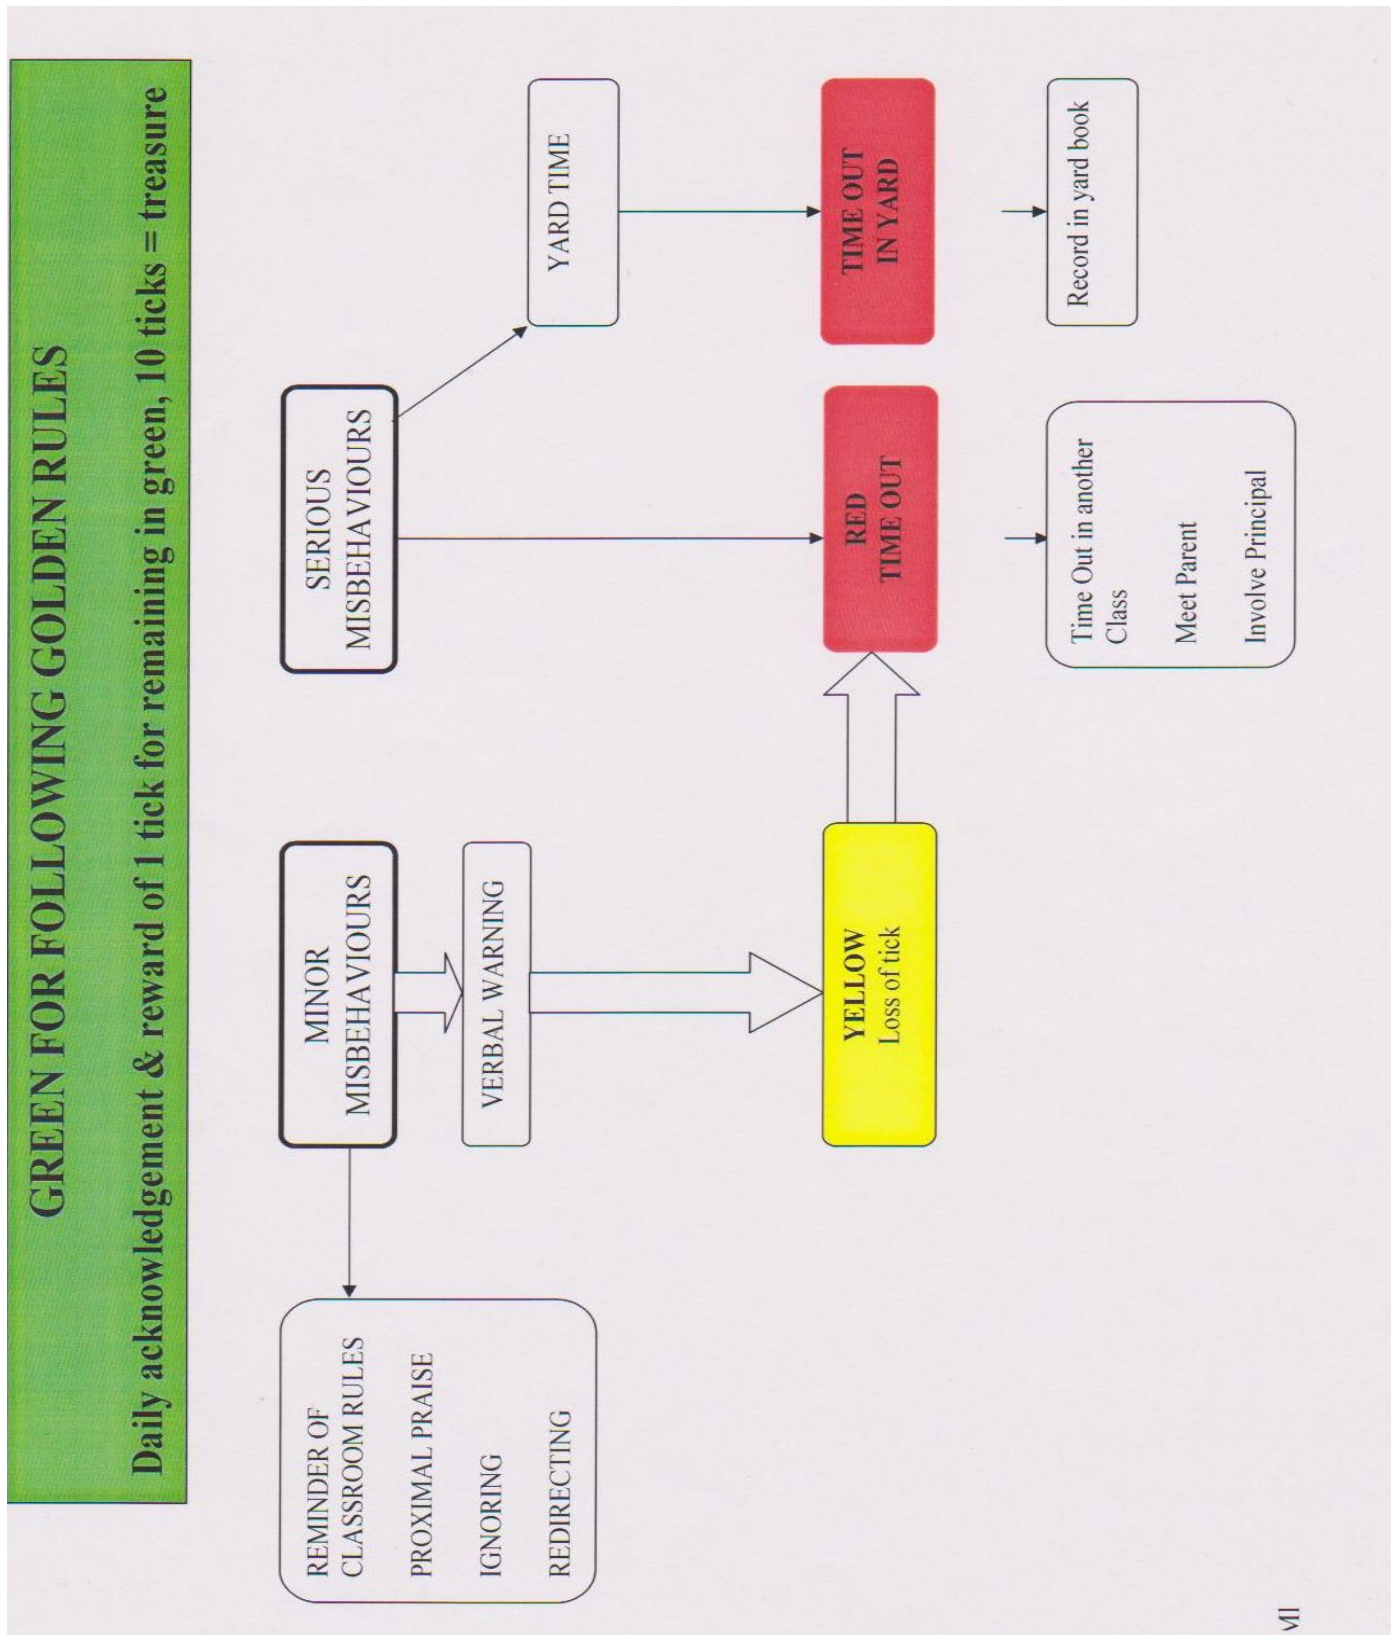 GREEN FOR FOLLOWING GOLDEN RULES
Daily acknowledgement & reward of 1 tick for remaining in green, 10 ticks = treasure
REMINDER OF
CLASSROOM RULES
PROXIMAL PRAISE
IGNORING
REDIRECTING
MINOR
MISBEHAVIOURS
VERBAL WARNING
YELLOW
Loss of tick
SERIOUS
MISBEHAVIOURS
RED
TIME OUT
Time Out in another
Class
Meet Parent
Involve Principal
YARD TIME
TIME OUT
IN YARD
Record in yard book